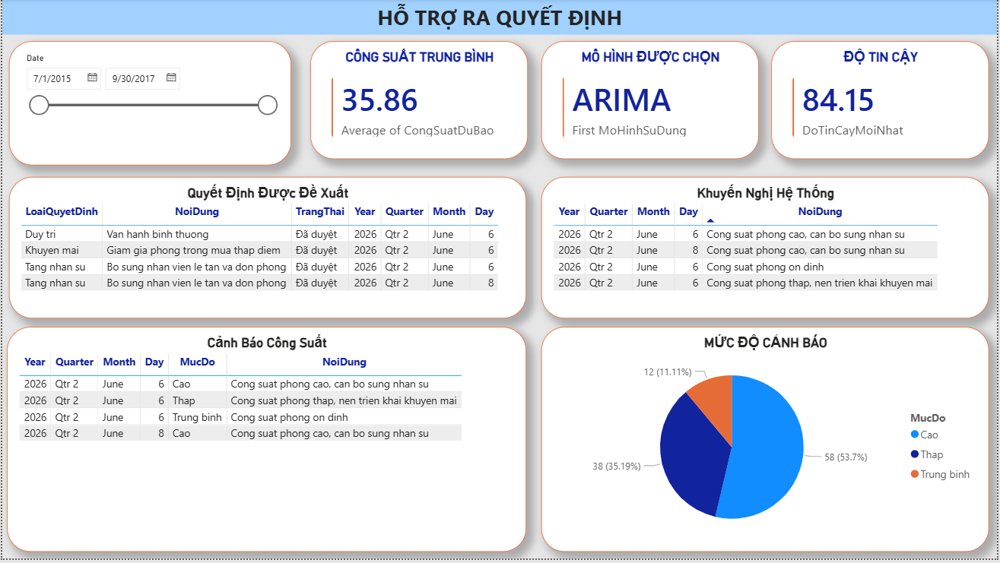 HỖ TRỢ RA QUYẾT ĐỊNH
Date
7/1/2015 9/30/2017
CÔNG SUẤT TRUNG BÌNH
35.86
Average of CongSuatDuBao
MÔ HÌNH ĐƯỢC CHỌN
ARIMA
First MoHinhSuDung
ĐỘ TIN CẬY
84.15
DoTinCayMoiNhat
Quyết Định Được Đề Xuất
LoaiQuyetDinh NoiDung TrangThai Year Quarter Month Day
Duy tri Van hanh binh thuong Đã duyệt 2026 Qtr 2 June 6
Khuyen mai Giam gia phong trong mua thap diem Đã duyệt 2026 Qtr 2 June 6
Tang nhan su Bo sung nhan vien le tan va don phong Đã duyệt 2026 Qtr 2 June 6
Tang nhan su Bo sung nhan vien le tan va don phong Đã duyệt 2026 Qtr 2 June 8
Khuyến Nghị Hệ Thống
Year Quarter Month Day NoiDung
2026 Qtr 2 June 6 Cong suat phong cao, can bo sung nhan su
2026 Qtr 2 June 8 Cong suat phong cao, can bo sung nhan su
2026 Qtr 2 June 6 Cong suat phong on dinh
2026 Qtr 2 June 6 Cong suat phong thap, nen trien khai khuyen mai
Cảnh Báo Công Suất
Year Quarter Month Day MucDo NoiDung
2026 Qtr 2 June 6 Cao Cong suat phong cao, can bo sung nhan su
2026 Qtr 2 June 6 Thap Cong suat phong thap, nen trien khai khuyen mai
2026 Qtr 2 June 6 Trung binh Cong suat phong on dinh
2026 Qtr 2 June 8 Cao Cong suat phong cao, can bo sung nhan su
MỨC ĐỘ CẢNH BÁO
12 (11.11%)
38 (35.19%)
58 (53.7%)
MucDo
Cao
Thap
Trung binh